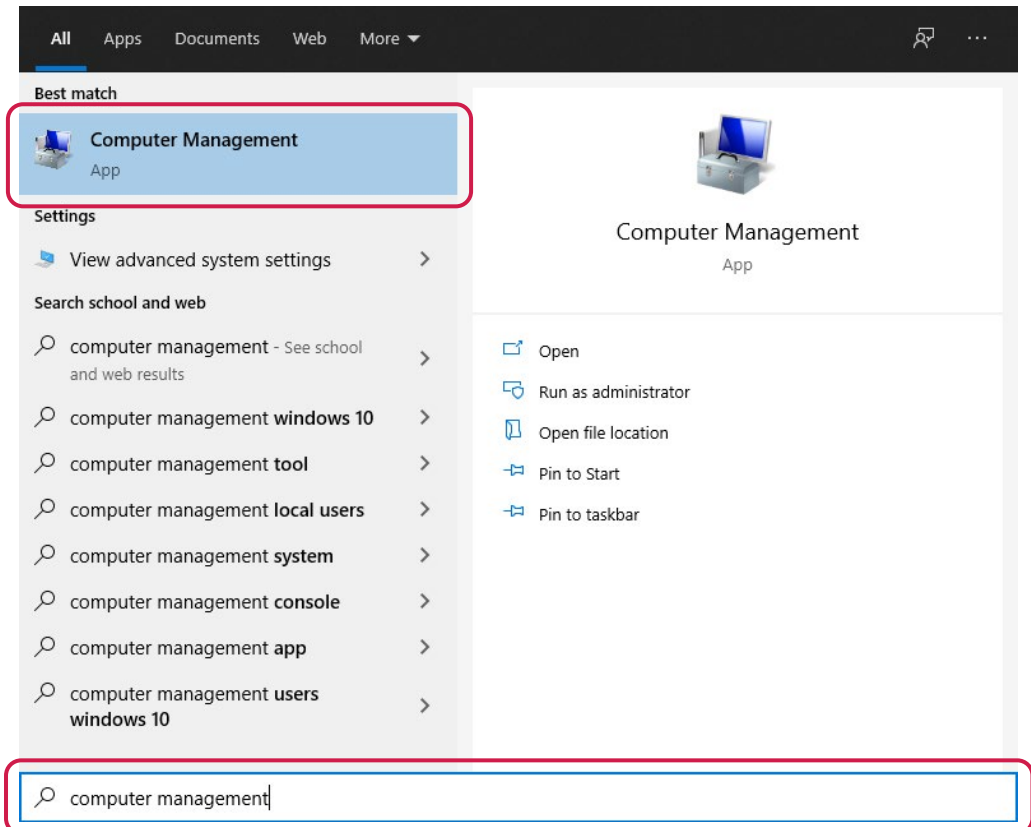 All Apps Documents Web More
Best match
Computer Management
App
Settings
View advanced system settings
Search school and web
computer management - See school
and web results
computer management windows 10
computer management tool
computer management local users
computer management system
computer management console
computer management app
computer management users
windows 10
Computer Management
App
Open
Run as administrator
Open file location
Pin to Start
Pin to taskbar
computer management